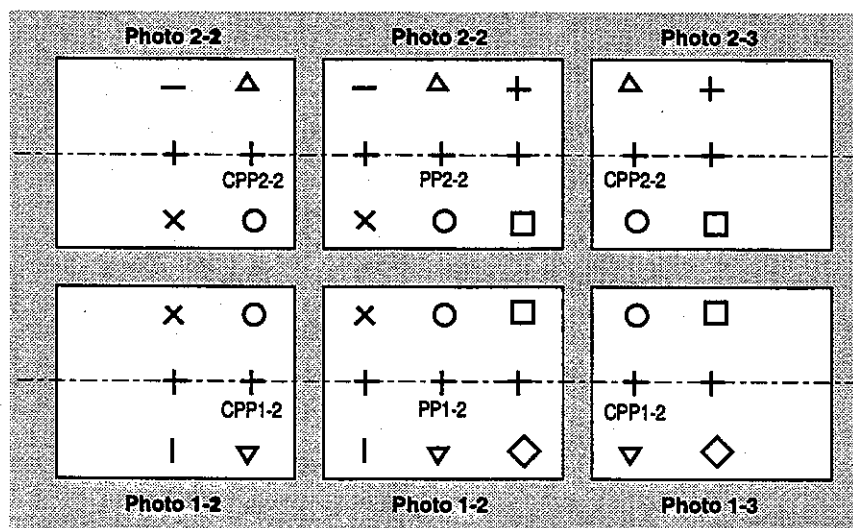 Photo 2-2 Photo 2-2 Photo 2-3
CPP2-2 PP2-2 CPP2-2
CPP1-2 PP1-2 CPP1-2
Photo 1-2 Photo 1-2 Photo 1-3